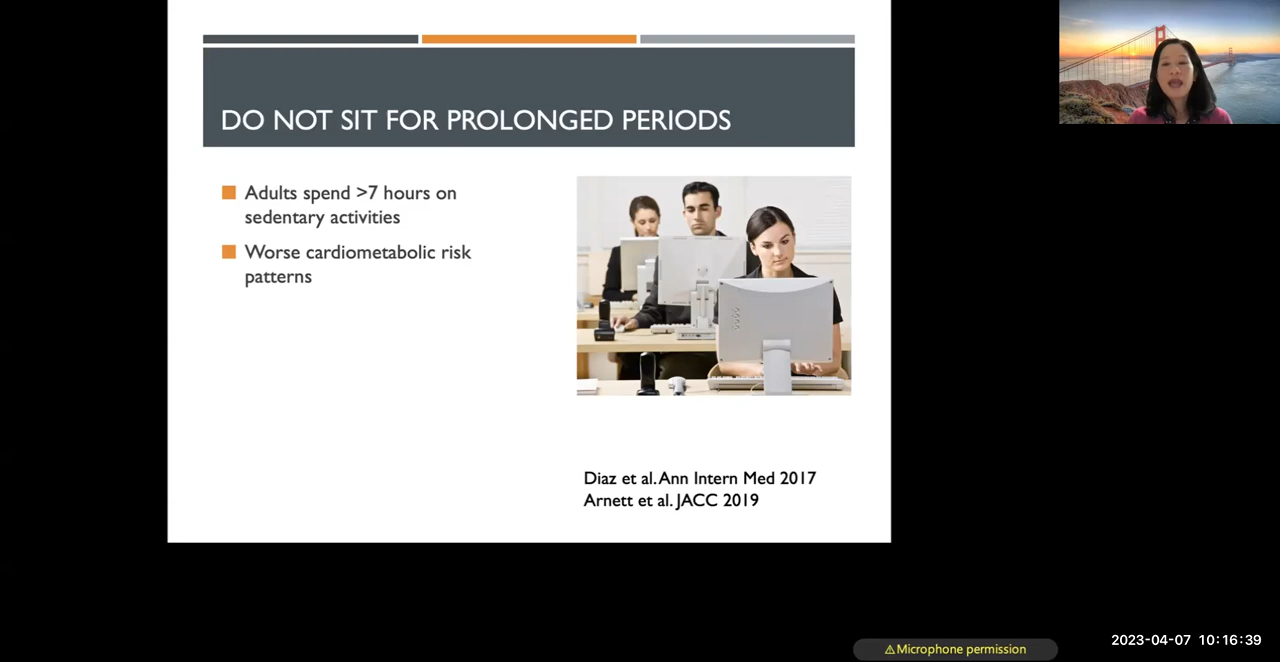 DO NOT SIT FOR PROLONGED PERIODS
Adults spend >7 hours on
sedentary activities
Worse cardiometabolic risk
patterns
Diaz et al. Ann Intern Med 2017
Arnett et al. JACC 2019
⚠Microphone permission
2023-04-07 10:16:39